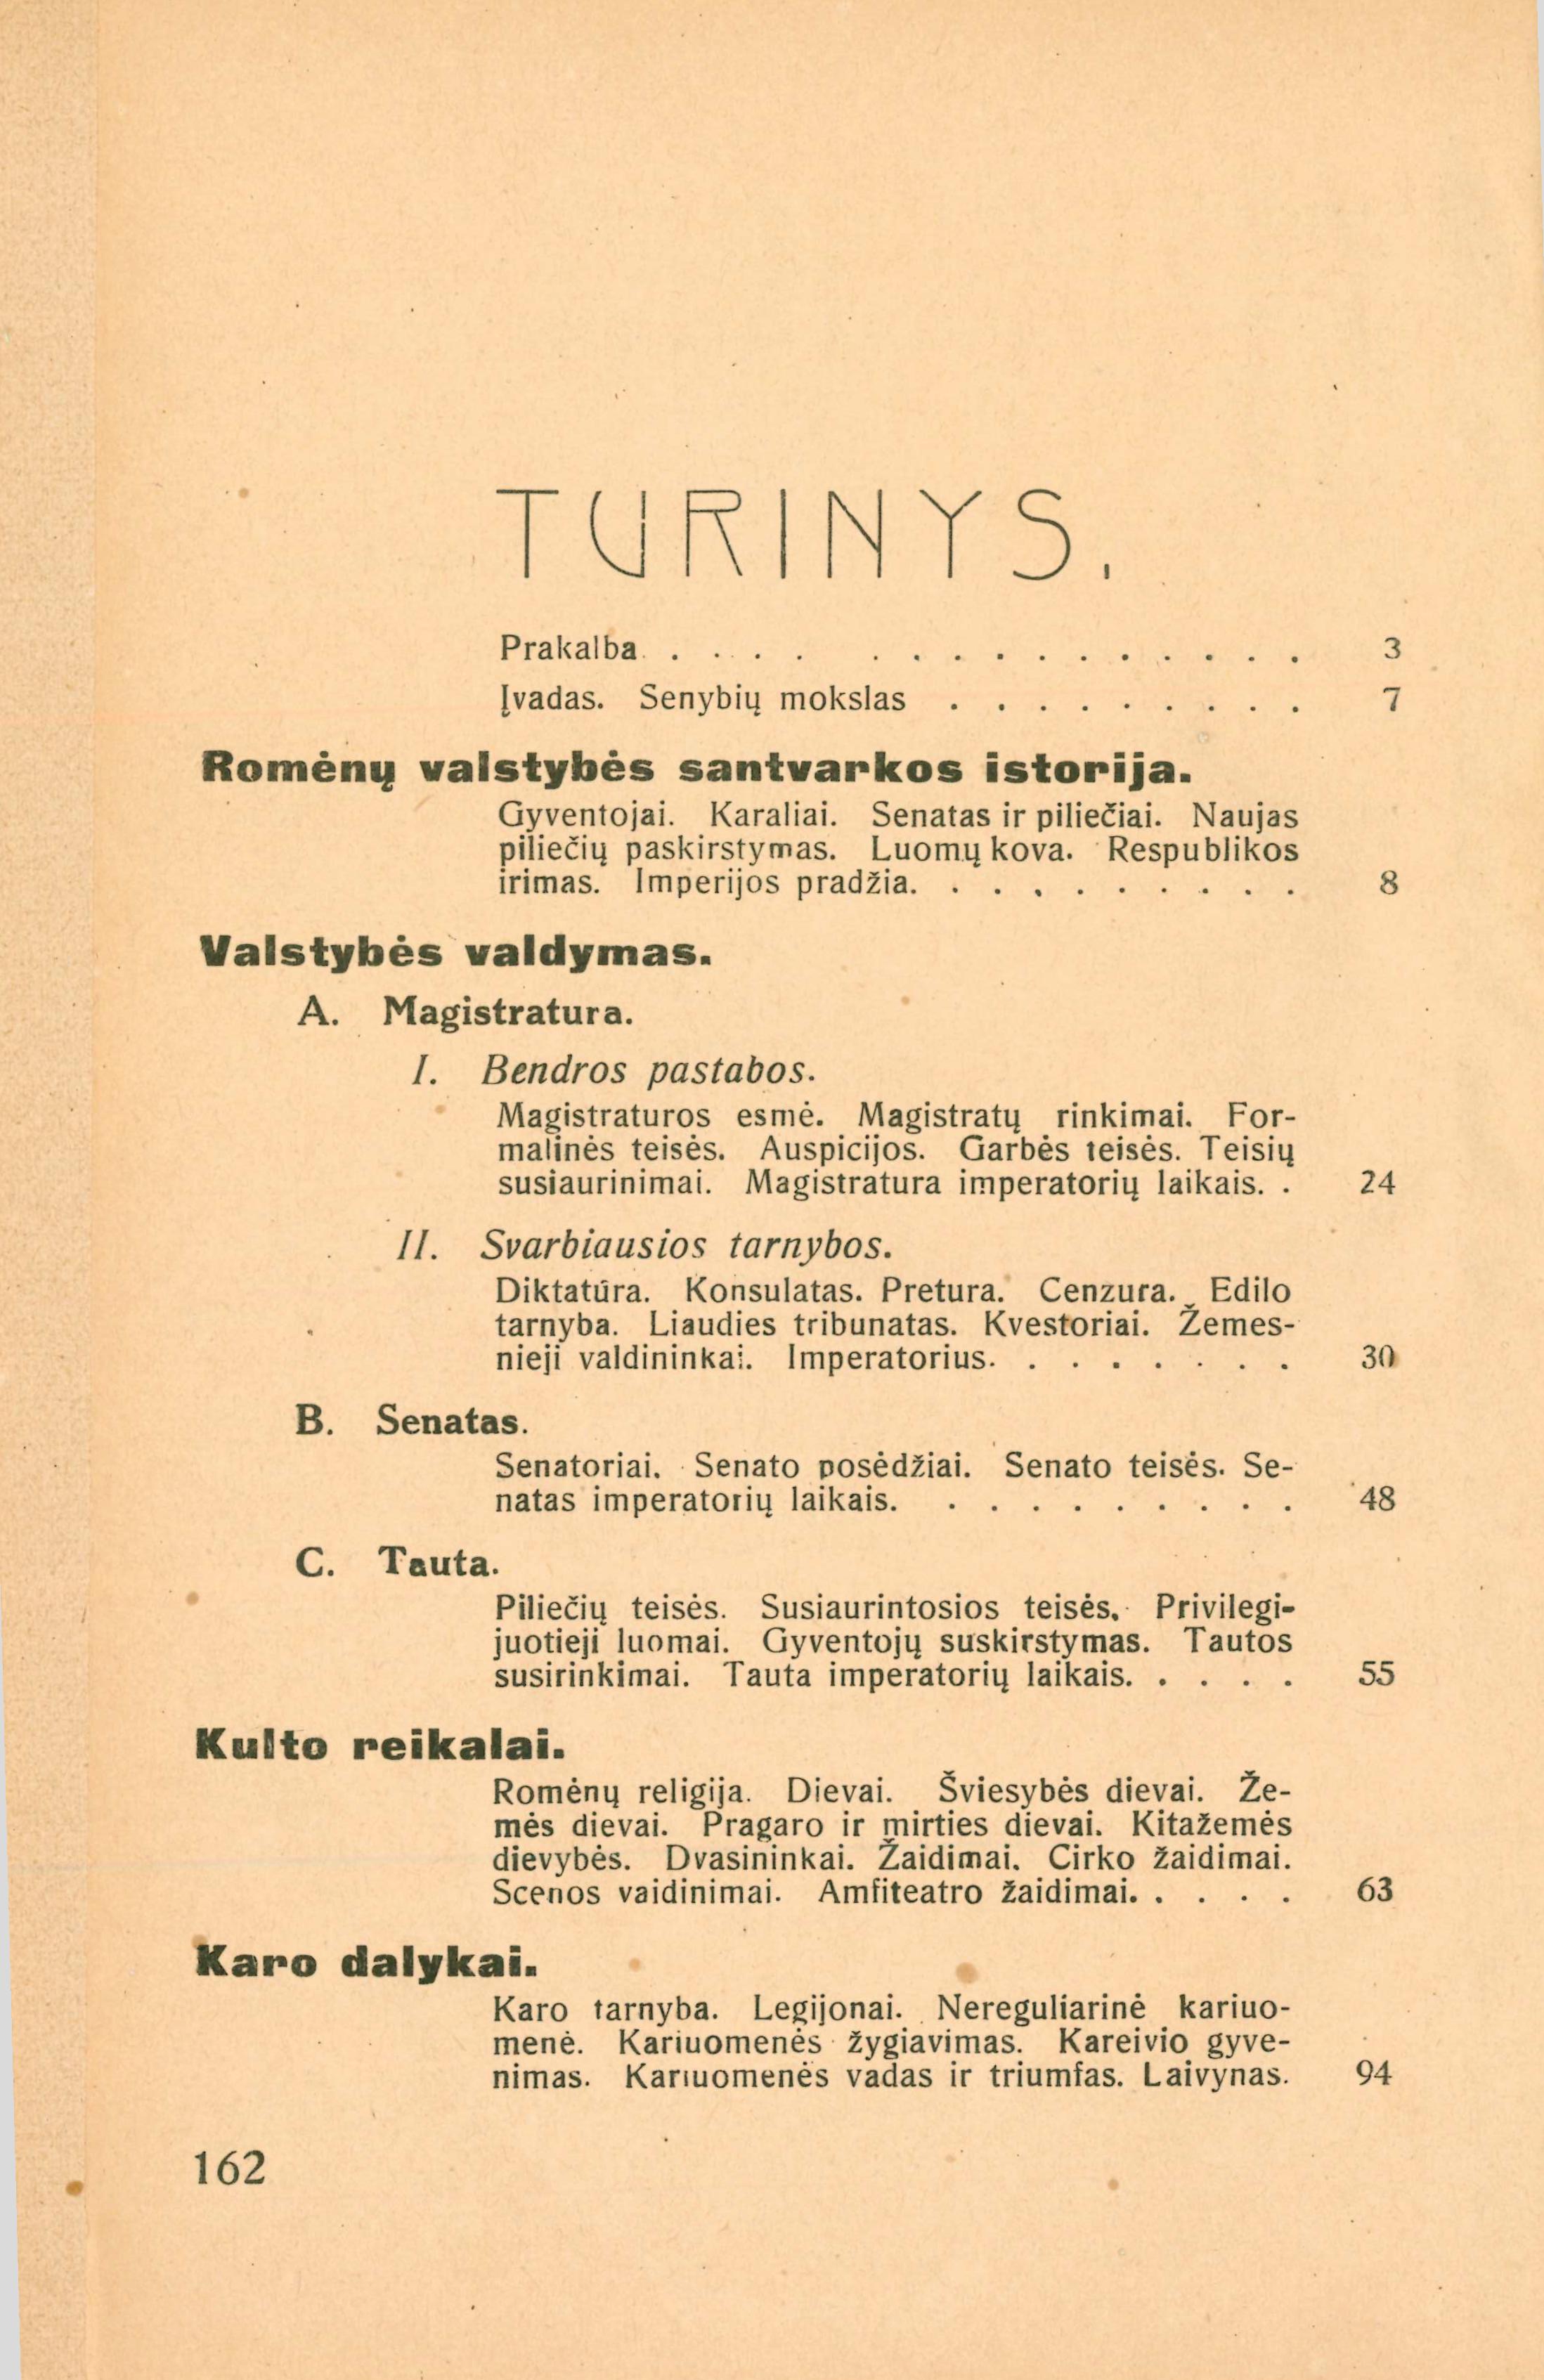 TURINYS.
Prakalba. . . . . . . . . . . . . . . . 3
Įvadas. Senybių mokslas . . . . . . . . . 7
Romėnų valstybės santvarkos istorija.
Gyventojai. Karaliai. Senatas ir piliečiai. Naujas
piliečių paskirstymas. Luomų kova. Respublikos
irimas. Imperijos pradžia. . . . . . . . . . 8
Valstybės valdymas.
A. Magistratura.
I. Bendros pastabos.
Magistraturos esmė. Magistratų rinkimai. For-
malinės teisės. Auspicijos. Garbės teisės. Teisių
susiaurinimai. Magistratura imperatorių laikais. . 24
II. Svarbiausios tarnybos.
Diktatūra. Konsulatas. Pretura. Cenzura. Edilo
tarnyba. Liaudies tribunatas. Kvestoriai. Žemes-
nieji valdininkai. Imperatorius. . . . . . . . 30
B. Senatas.
Senatoriai. Senato posėdžiai. Senato teisės. Se-
natas imperatorių laikais. . . . . . . . . . 48
C. Tauta.
Piliečių teisės. Susiaurintosios teisės. Privilegi-
juotieji luomai. Gyventojų suskirstymas. Tautos
susirinkimai. Tauta imperatorių laikais. . . . . 55
Kulto reikalai.
Romėnų religija. Dievai. Šviesybės dievai. Že-
mės dievai. Pragaro ir mirties dievai. Kitažemės
dievybės. Dvasininkai. Žaidimai. Cirko žaidimai.
Scenos vaidinimai. Amfiteatro žaidimai. . . . . 63
Karo dalykai.
Karo tarnyba. Legijonai. Nereguliarinė kariuo-
menė. Kariuomenės žygiavimas. Kareivio gyve-
nimas. Kariuomenės vadas ir triumfas. Laivynas. 94
162